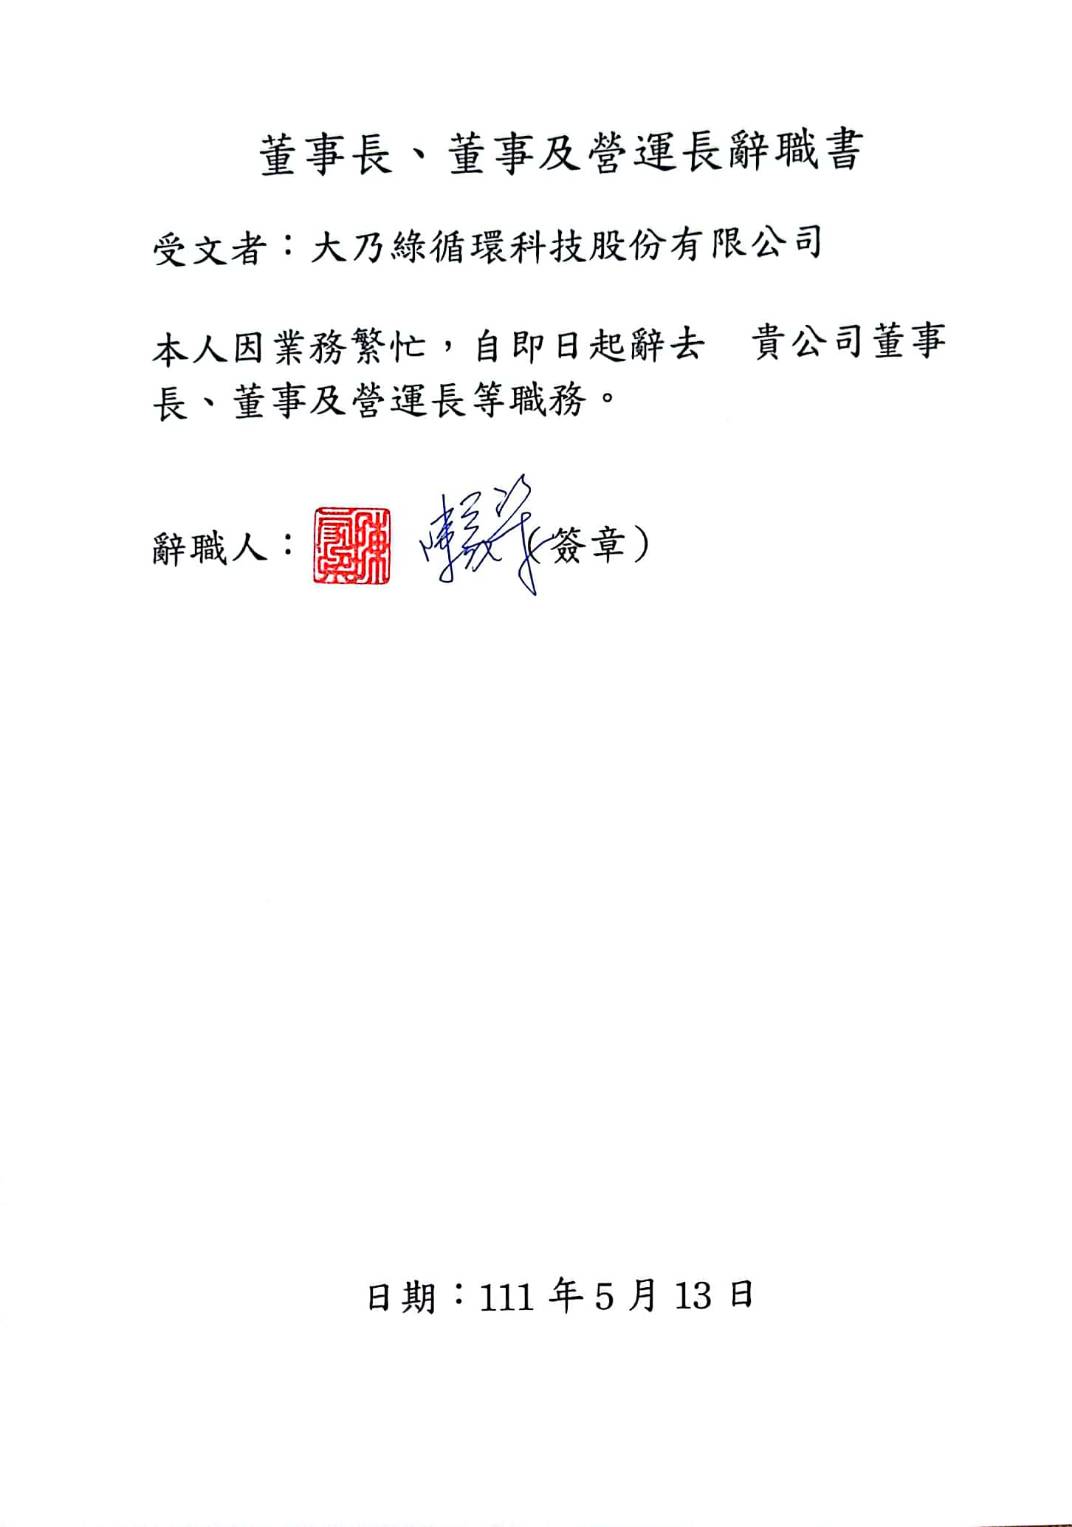 董事長、董事及營運長辭職書
受文者：大乃綠循環科技股份有限公司
本人因業務繁忙，自即日起辭去　貴公司董事
長、董事及營運長等職務。
辭職人：（簽章）
日期：111 年 5 月 13 日